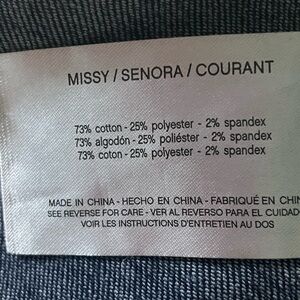 MISSY / SENORA / COURANT
73% cotton - 25% polyester - 2% spandex
73% algodón - 25% poliéster - 2% spandex
73% coton - 25% polyester - 2% spandex
MADE IN CHINA - HECHO EN CHINA - FABRIQUÉ EN CHIN
SEE REVERSE FOR CARE - VER AL REVERSO PARA EL CUIDAD
VOIR LES INSTRUCTIONS D'ENTRETIEN AU DOS